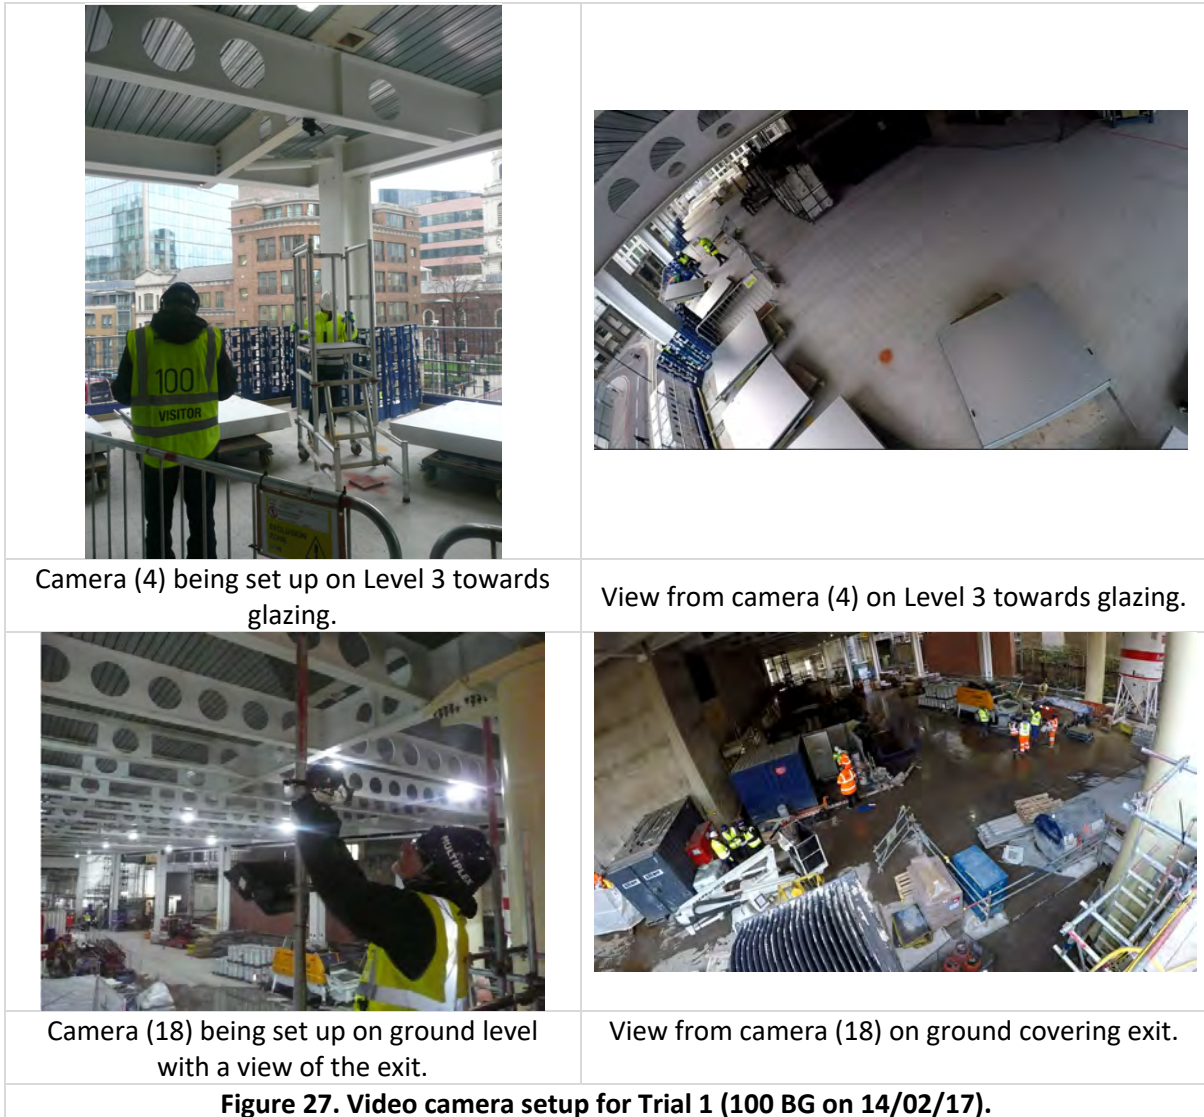 100
VISITOR
EXCLUSION
ZONE
Camera (4) being set up on Level 3 towards
glazing.
View from camera (4) on Level 3 towards glazing.
MULTIPLEX
Camera (18) being set up on ground level
with a view of the exit.
View from camera (18) on ground covering exit.
Figure 27. Video camera setup for Trial 1 (100 BG on 14/02/17).